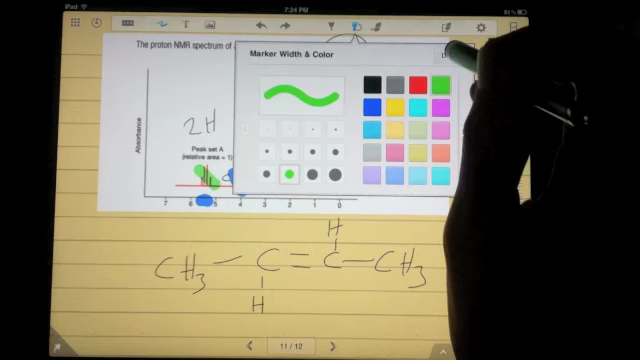 iPad
7:24 PM
91%
T
The proton NMR spectrum of
Marker Width & Color
Absorbance
2H
Peak set A
(relative area = 1)
7 6 5 4 3 2 1 0
H
CH3 — C = C — CH3
H
11 / 12